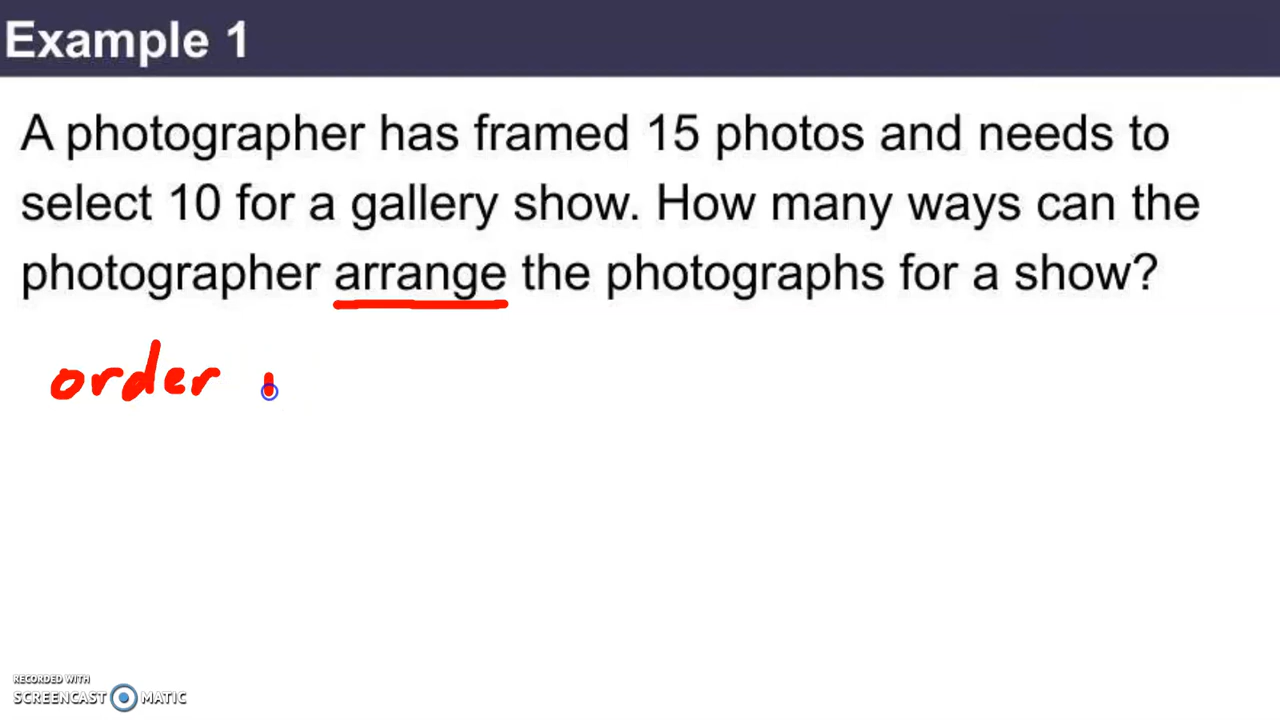 Example 1
A photographer has framed 15 photos and needs to
select 10 for a gallery show. How many ways can the
photographer arrange the photographs for a show?
order
RECORDED WITH
SCREENCAST MATIC